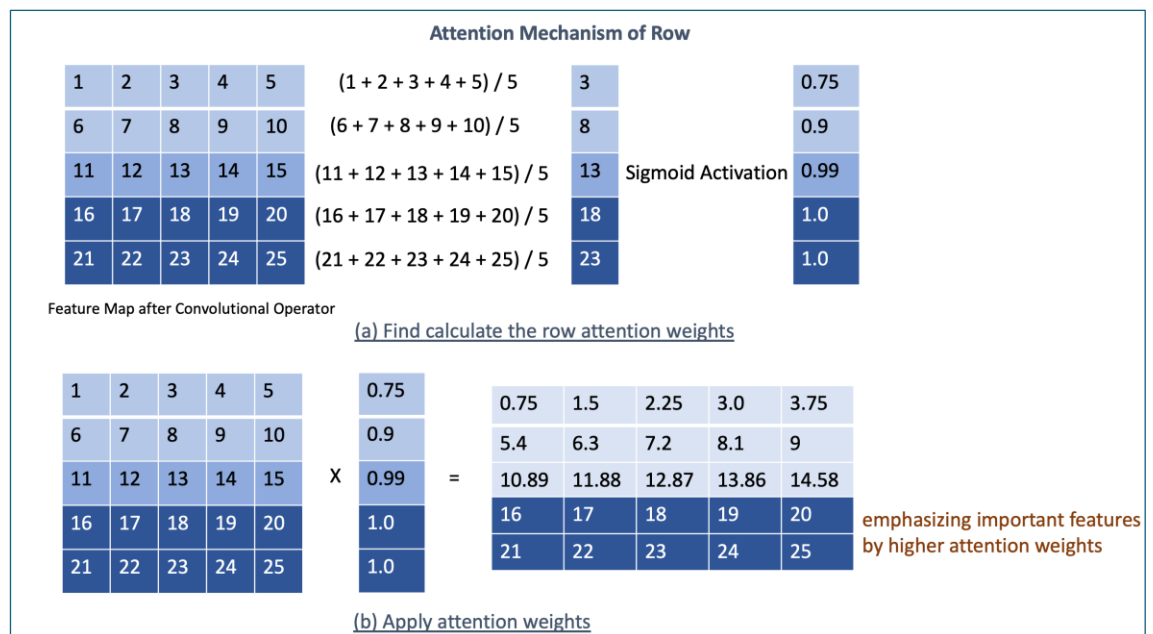 Attention Mechanism of Row
1 2 3 4 5 (1 + 2 + 3 + 4 + 5) / 5 3 0.75
6 7 8 9 10 (6 + 7 + 8 + 9 + 10) / 5 8 0.9
11 12 13 14 15 (11 + 12 + 13 + 14 + 15) / 5 13 Sigmoid Activation 0.99
16 17 18 19 20 (16 + 17 + 18 + 19 + 20) / 5 18 1.0
21 22 23 24 25 (21 + 22 + 23 + 24 + 25) / 5 23 1.0
Feature Map after Convolutional Operator
(a) Find calculate the row attention weights
1 2 3 4 5 0.75 0.75 1.5 2.25 3.0 3.75
6 7 8 9 10 0.9 5.4 6.3 7.2 8.1 9
11 12 13 14 15 X 0.99 = 10.89 11.88 12.87 13.86 14.58
16 17 18 19 20 1.0 16 17 18 19 20
21 22 23 24 25 1.0 21 22 23 24 25
emphasizing important features
by higher attention weights
(b) Apply attention weights